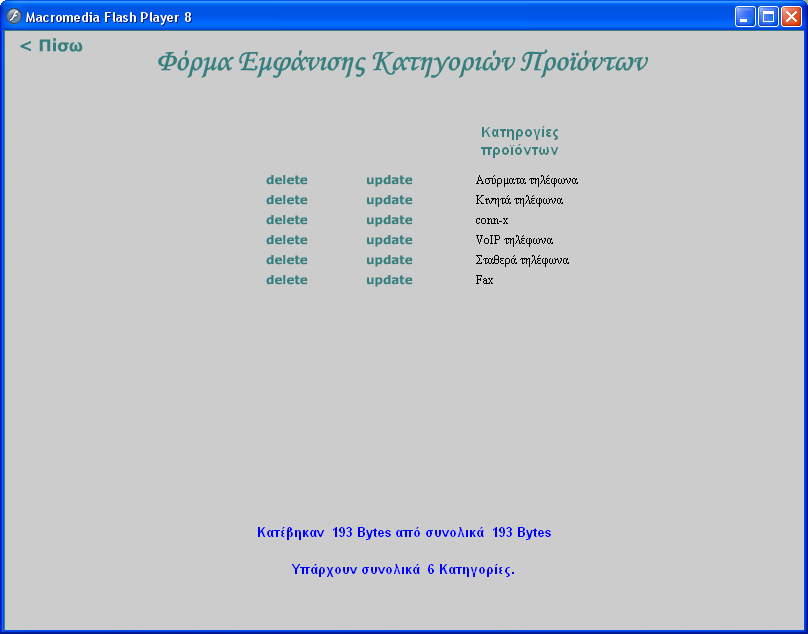 Macromedia Flash Player 8
< Πίσω
Φόρμα Εμφάνισης Κατηγοριών Προϊόντων
Κατηρογίες
προϊόντων
delete update Ασύρματα τηλέφωνα
delete update Κινητά τηλέφωνα
delete update conn-x
delete update VoIP τηλέφωνα
delete update Σταθερά τηλέφωνα
delete update Fax
Κατέβηκαν 193 Bytes από συνολικά 193 Bytes
Υπάρχουν συνολικά 6 Κατηγορίες.